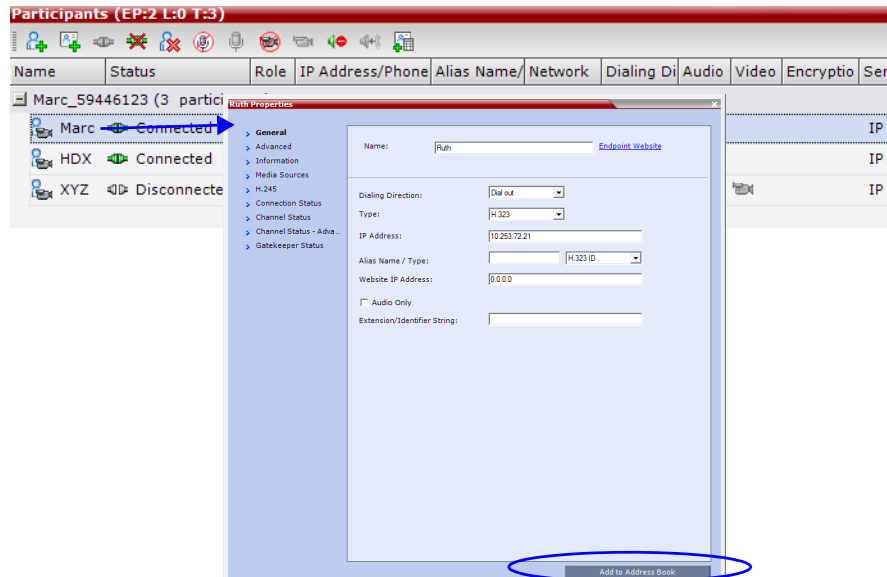 Participants (EP:2 L:0 T:3)
Name Status Role IP Address/Phone Alias Name/ Network Dialing Di Audio Video Encryptio Ser
Marc_59446123 (3 partici
Marc Connected IP
HDX Connected IP
XYZ Disconnecte IP
Ruth Properties
General
Advanced
Information
Media Sources
H.245
Connection Status
Channel Status
Channel Status - Adva...
Gatekeeper Status
Name: Ruth Endpoint Website
Dialing Direction: Dial out
Type: H.323
IP Address: 10.253.72.21
Alias Name / Type: H.323 ID
Website IP Address: 0.0.0.0
Audio Only
Extension/Identifier String:
Add to Address Book